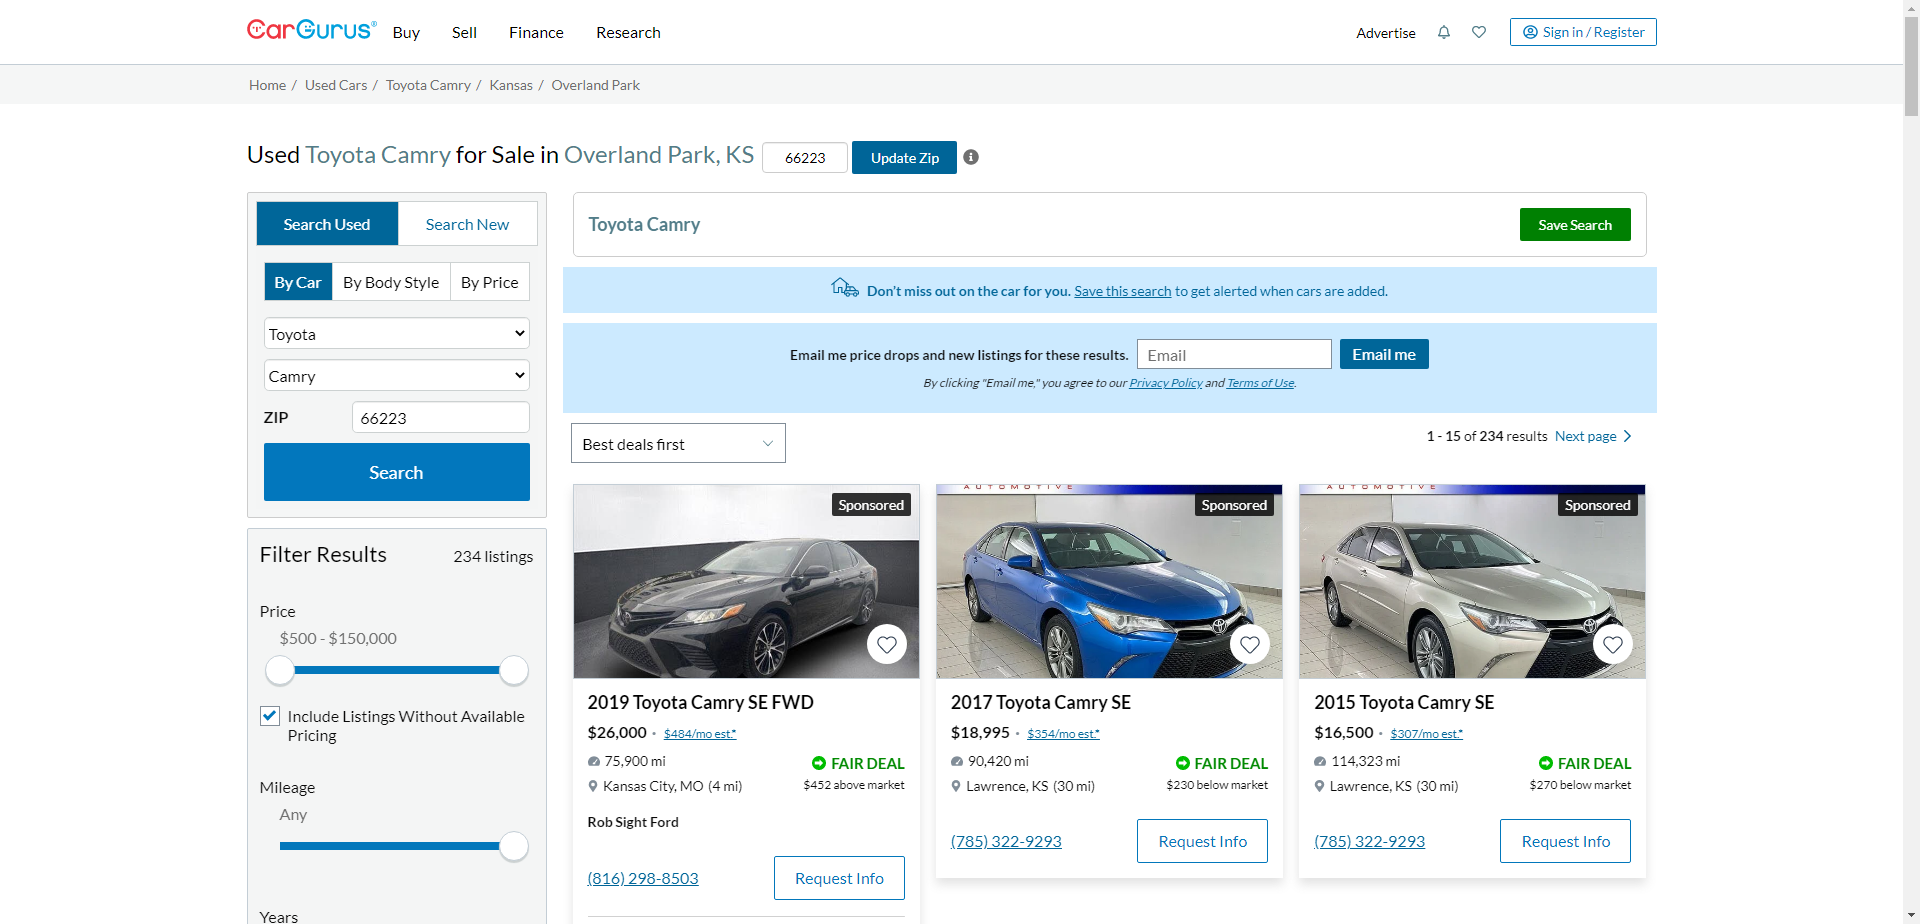 CarGurus®
Buy
Sell
Finance
Research
Advertise
Sign in / Register
Home / Used Cars / Toyota Camry / Kansas / Overland Park
Used Toyota Camry for Sale in Overland Park, KS
66223
Update Zip
Search Used
Search New
By Car
By Body Style
By Price
Toyota
Camry
ZIP
66223
Search
Filter Results
234 listings
Price
$500 - $150,000
Include Listings Without Available
Pricing
Mileage
Any
Years
Toyota Camry
Save Search
Don't miss out on the car for you. Save this search to get alerted when cars are added.
Email me price drops and new listings for these results.
Email
Email me
By clicking "Email me," you agree to our Privacy Policy and Terms of Use.
Best deals first
1 - 15 of 234 results
Next page
Sponsored
2019 Toyota Camry SE FWD
$26,000 · $484/mo est.*
75,900 mi
FAIR DEAL
Kansas City, MO (4 mi)
$452 above market
Rob Sight Ford
(816) 298-8503
Request Info
AUTOMOTIVE
Sponsored
2017 Toyota Camry SE
$18,995 · $354/mo est.*
90,420 mi
FAIR DEAL
Lawrence, KS (30 mi)
$230 below market
(785) 322-9293
Request Info
AUTOMOTIVE
Sponsored
2015 Toyota Camry SE
$16,500 · $307/mo est.*
114,323 mi
FAIR DEAL
Lawrence, KS (30 mi)
$270 below market
(785) 322-9293
Request Info